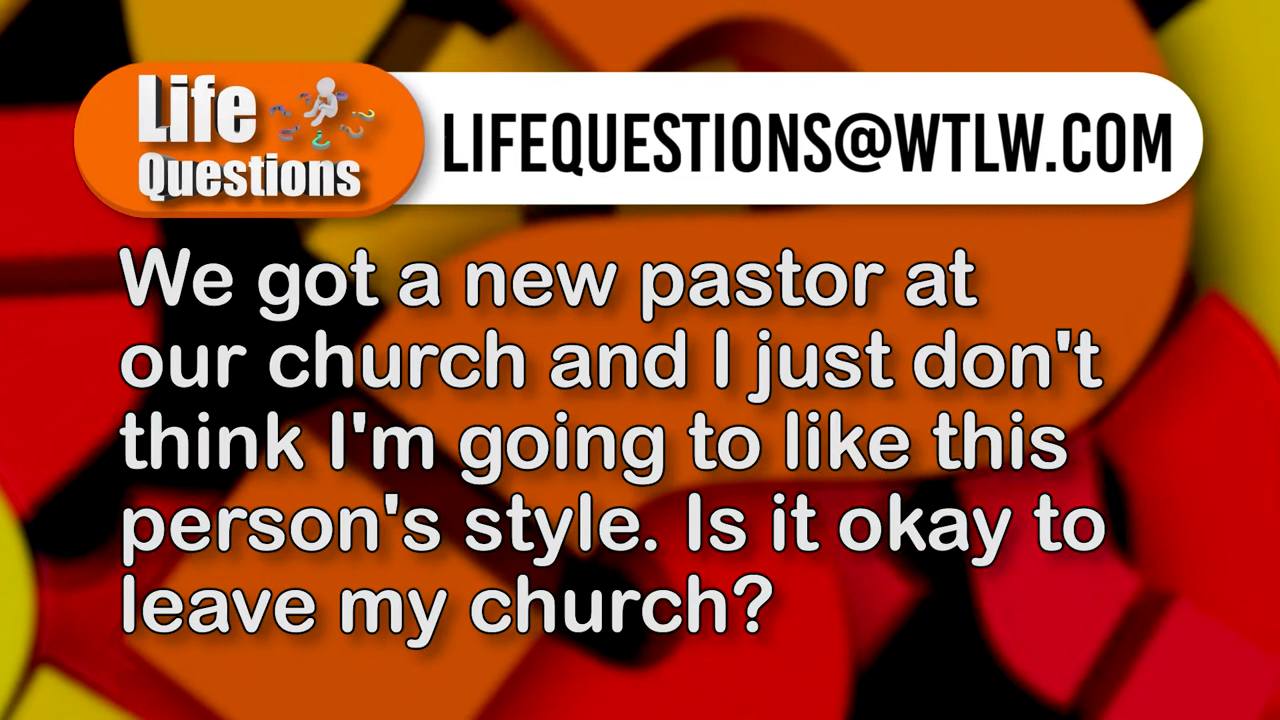 Life
Questions
LIFEQUESTIONS@WTLW.COM
We got a new pastor at
our church and I just don't
think I'm going to like this
person's style. Is it okay to
leave my church?